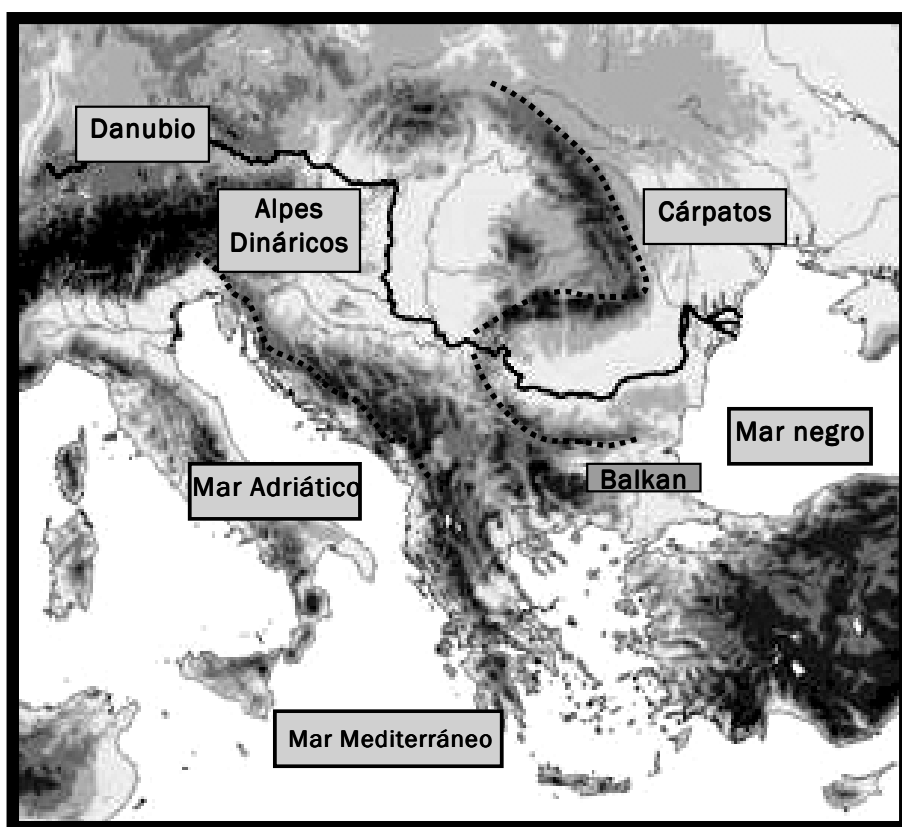 Danubio
Alpes
Dináricos
Cárpatos
Mar negro
Mar Adriático
Balkan
Mar Mediterráneo